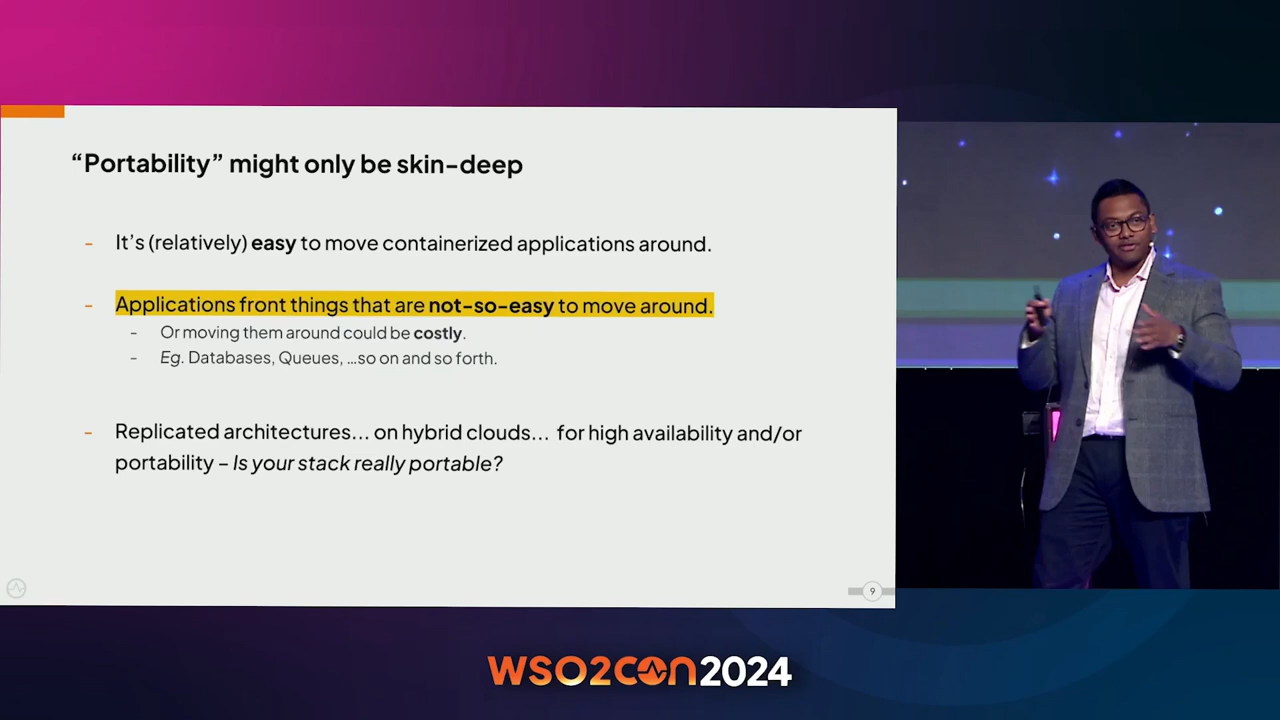 “Portability” might only be skin-deep
- It’s (relatively) easy to move containerized applications around.
- Applications front things that are not-so-easy to move around.
- Or moving them around could be costly.
- Eg. Databases, Queues, ...so on and so forth.
- Replicated architectures... on hybrid clouds... for high availability and/or
portability – Is your stack really portable?
9
WSO2CON2024